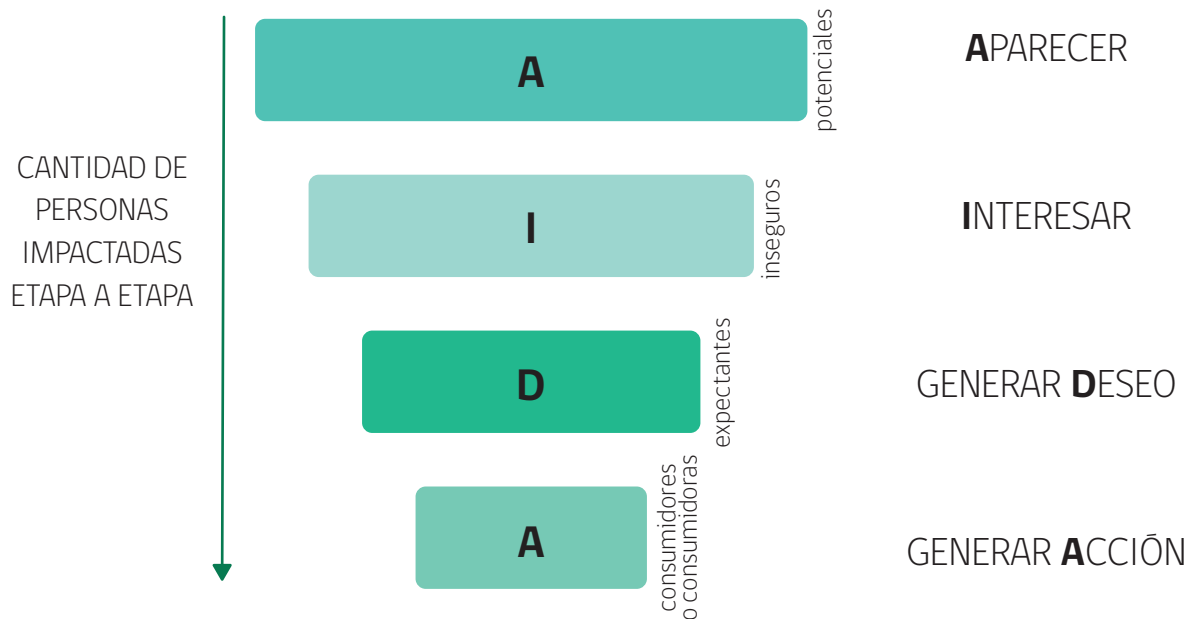 A
potenciales
APARECER
CANTIDAD DE
PERSONAS
IMPACTADAS
ETAPA A ETAPA
I
inseguros
INTERESAR
D
expectantes
GENERAR DESEO
A
consumidores
o consumidoras
GENERAR ACCIÓN